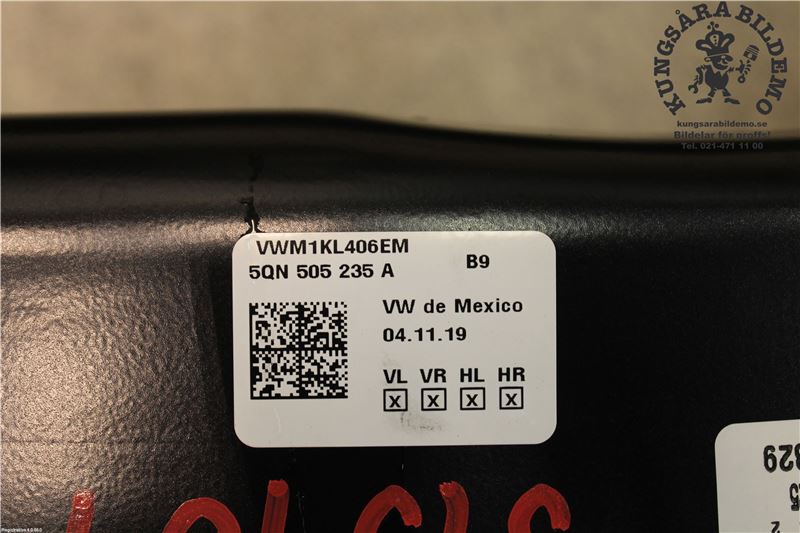 KUNGSÅRA BILDEMO
kungsarabildemo.se
Bildelar för proffs!
Tel. 021-471 11 00
VWM1KL406EM
5QN 505 235 A
B9
VW de Mexico
04.11.19
VL VR HL HR
X X X X
829